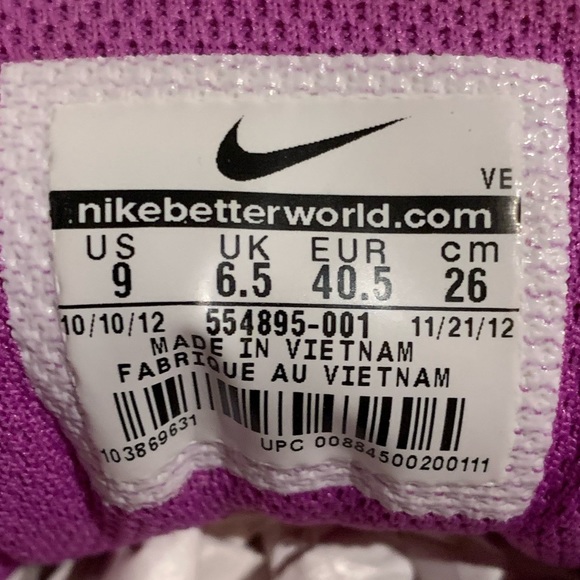 VE
nikebetterworld.com
US UK EUR cm
9 6.5 40.5 26
10/10/12 554895-001 11/21/12
MADE IN VIETNAM
FABRIQUE AU VIETNAM
103869631 UPC 00884500200111